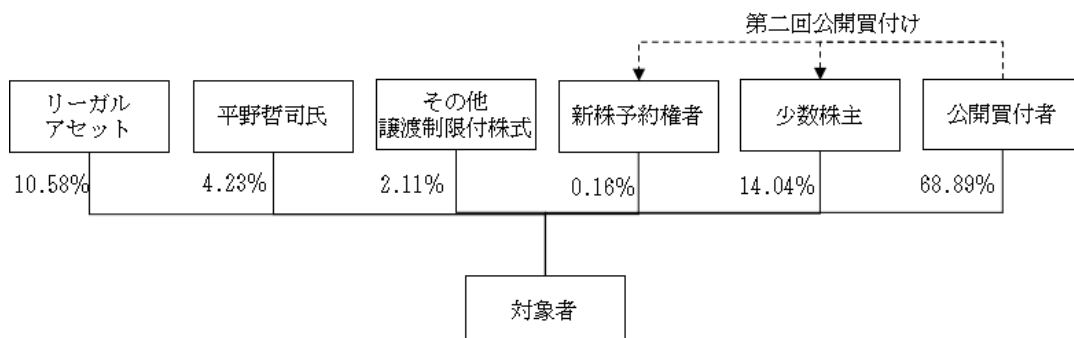 第二回公開買付け
リーガル
アセット
平野哲司氏
その他
譲渡制限付株式
新株予約権者
少数株主
公開買付者
10.58%
4.23%
2.11%
0.16%
14.04%
68.89%
対象者